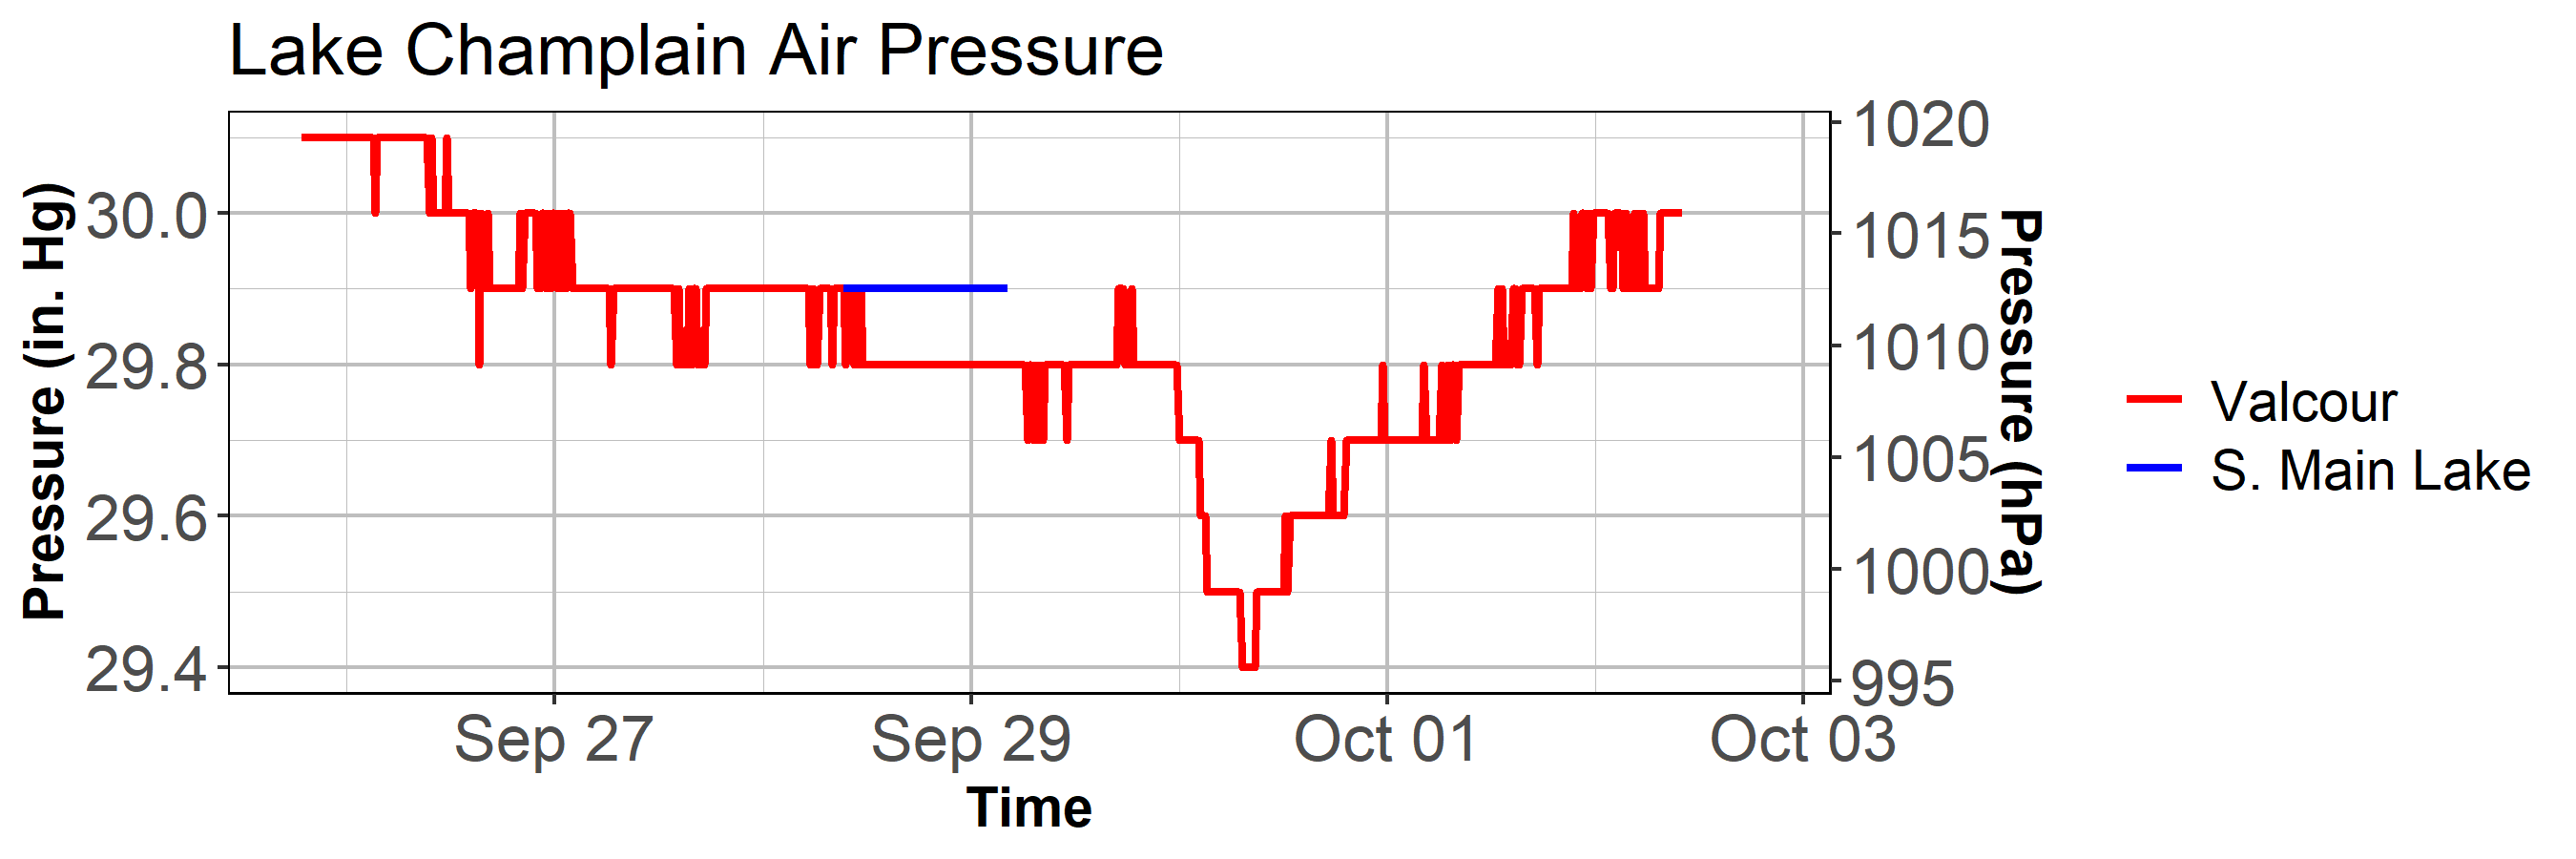 Lake Champlain Air Pressure
Pressure (in. Hg)
30.0
29.8
29.6
29.4
1020
1015
1010
1005
1000
995
Pressure (hPa)
Sep 27
Sep 29
Oct 01
Oct 03
Time
Valcour
S. Main Lake